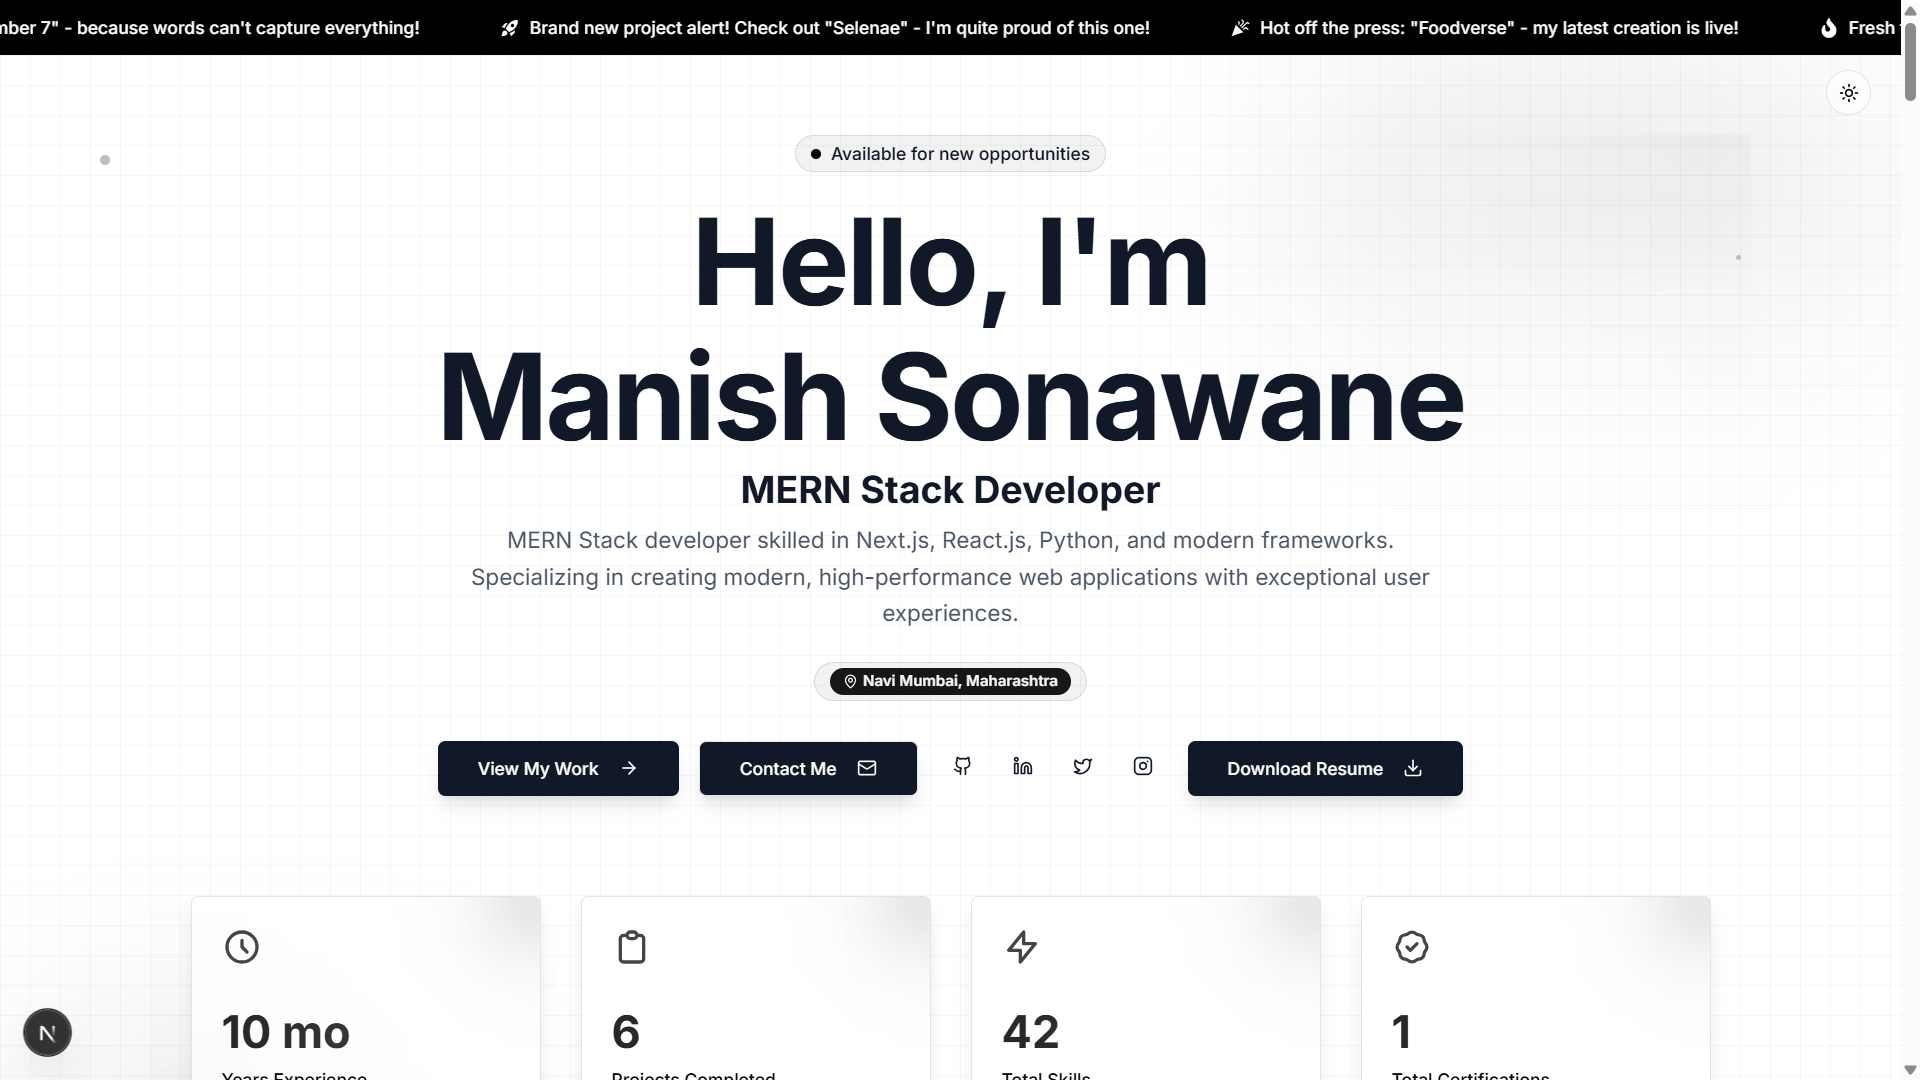 mber 7" - because words can't capture everything! Brand new project alert! Check out "Selenae" - I'm quite proud of this one! Hot off the press: "Foodverse" - my latest creation is live! Fresh
Available for new opportunities
Hello, I'm
Manish Sonawane
MERN Stack Developer
MERN Stack developer skilled in Next.js, React.js, Python, and modern frameworks.
Specializing in creating modern, high-performance web applications with exceptional user
experiences.
Navi Mumbai, Maharashtra
View My Work
Contact Me
Download Resume
10 mo
Years Experience
6
Projects Completed
42
Total Skills
1
Total Certifications
N